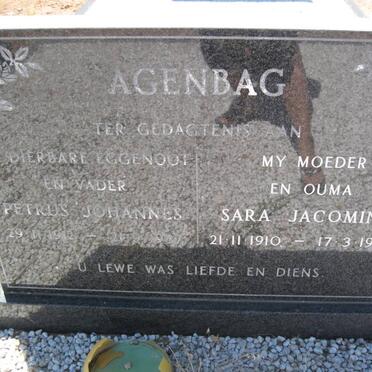 AGENBAG
TER GEDAGTENIS AAN
DIERBARE EGGENOOT
EN VADER
PETRUS JOHANNES
MY MOEDER
EN OUMA
SARA JACOMIN
21.11.1910 — 17.3.19
U LEWE WAS LIEFDE EN DIENS.